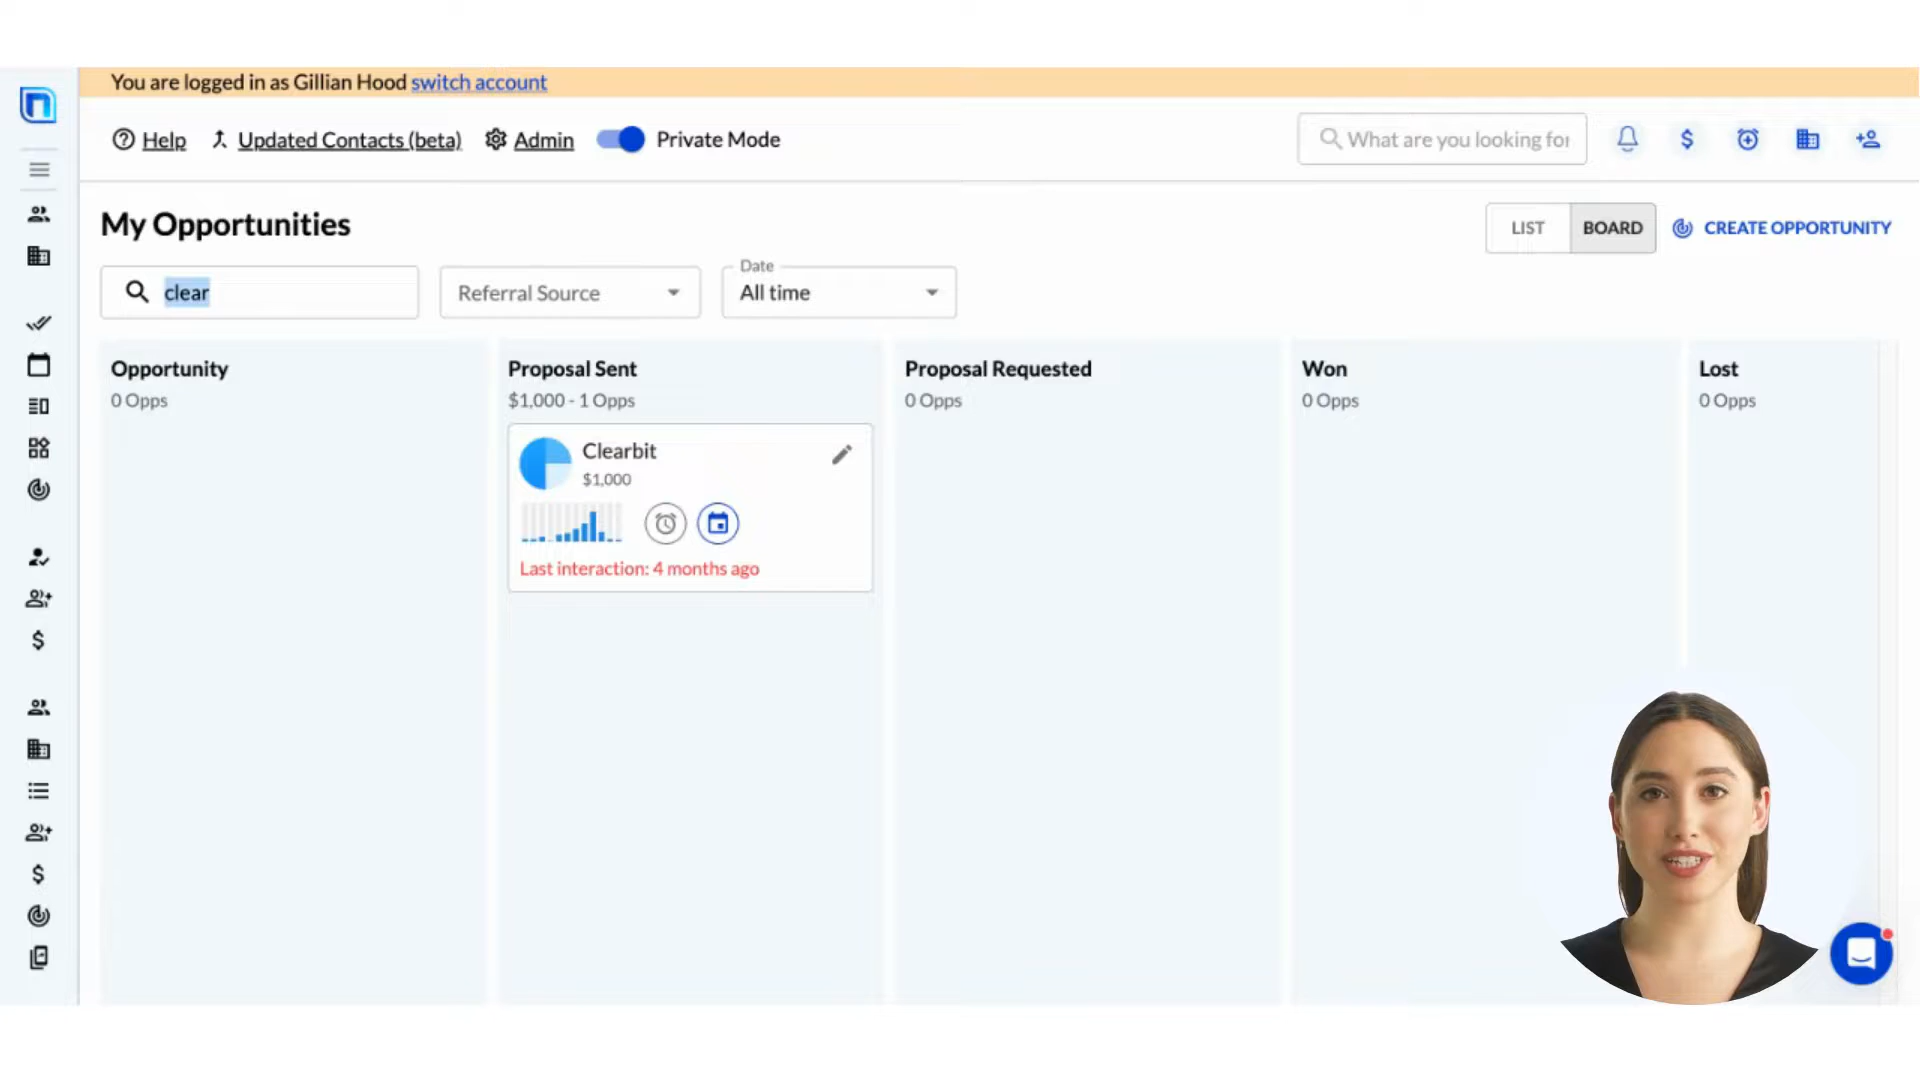 You are logged in as Gillian Hood switch account
Help Updated Contacts (beta) Admin Private Mode What are you looking for
My Opportunities
LIST BOARD CREATE OPPORTUNITY
clear Referral Source Date All time
Opportunity
0 Opps
Proposal Sent
$1,000 - 1 Opps
Clearbit
$1,000
Last interaction: 4 months ago
Proposal Requested
0 Opps
Won
0 Opps
Lost
0 Opps